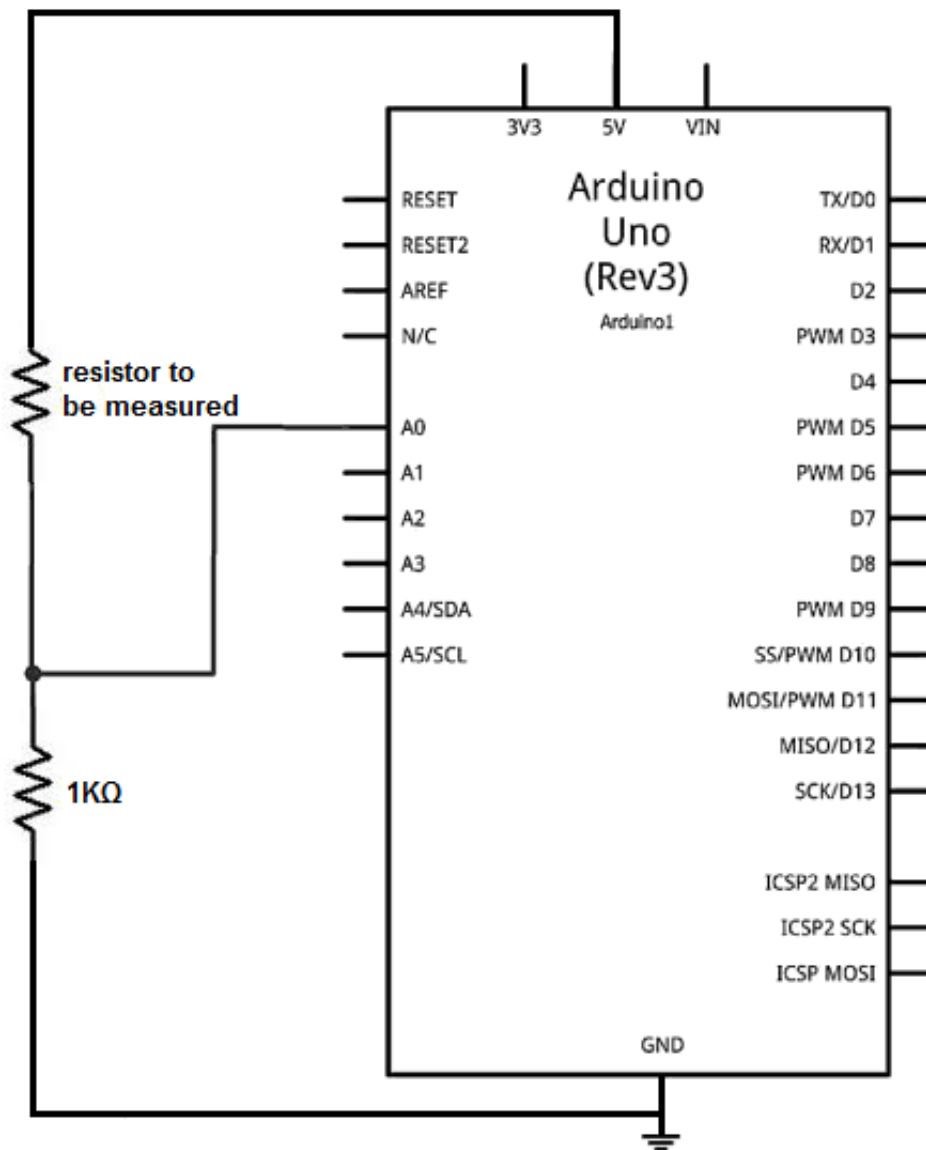 3V3
5V
VIN
Arduino
Uno
(Rev3)
Arduino1
RESET
RESET2
AREF
N/C
resistor to
be measured
A0
A1
A2
A3
A4/SDA
A5/SCL
1KΩ
TX/D0
RX/D1
D2
PWM D3
D4
PWM D5
PWM D6
D7
D8
PWM D9
SS/PWM D10
MOSI/PWM D11
MISO/D12
SCK/D13
ICSP2 MISO
ICSP2 SCK
ICSP MOSI
GND